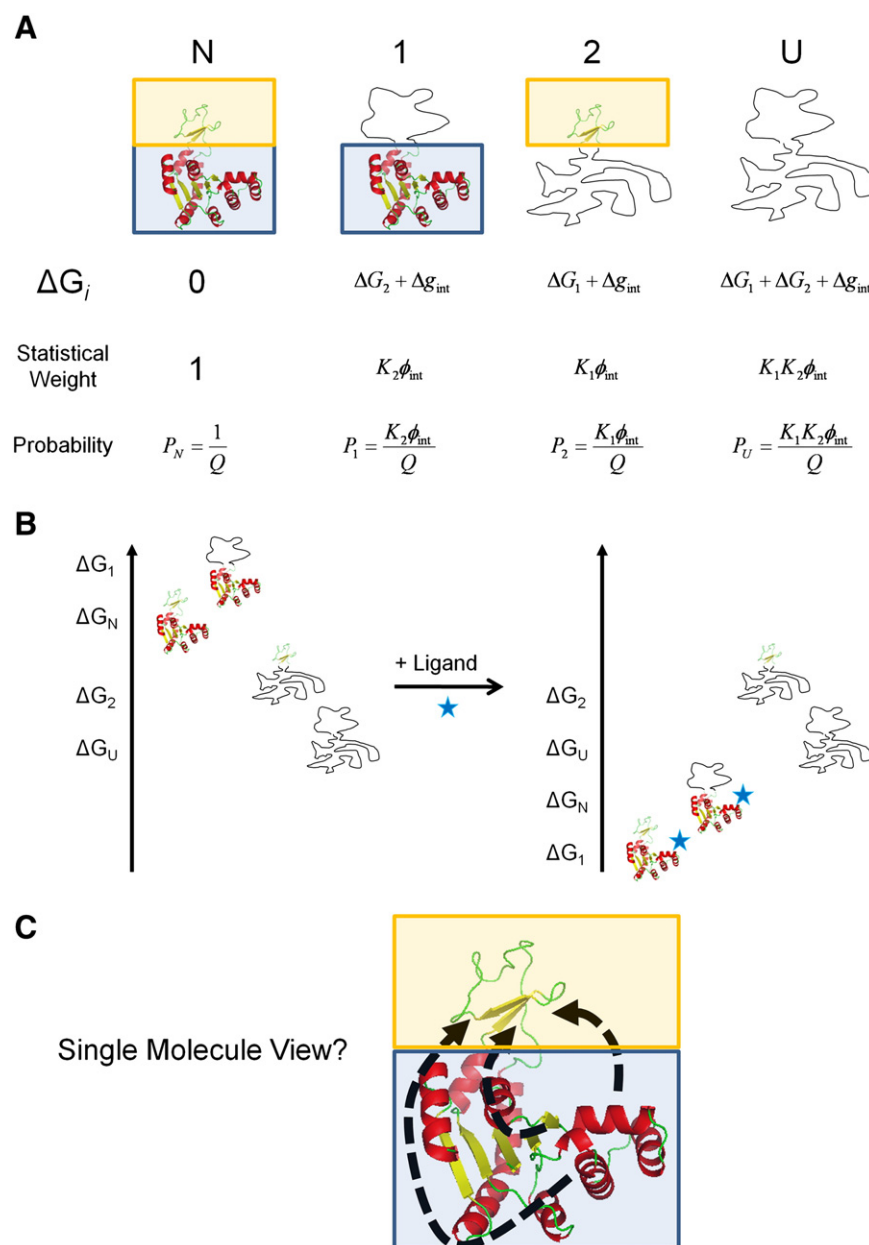 A
N 1 2 U
ΔG_i 0 ΔG_2 + Δg_int ΔG_1 + Δg_int ΔG_1 + ΔG_2 + Δg_int
Statistical
Weight 1 K_2ϕ_int K_1ϕ_int K_1K_2ϕ_int
Probability P_N = 1/Q P_1 = K_2ϕ_int/Q P_2 = K_1ϕ_int/Q P_U = K_1K_2ϕ_int/Q
B
ΔG_1
ΔG_N
ΔG_2
ΔG_U
+ Ligand
ΔG_2
ΔG_U
ΔG_N
ΔG_1
C
Single Molecule View?